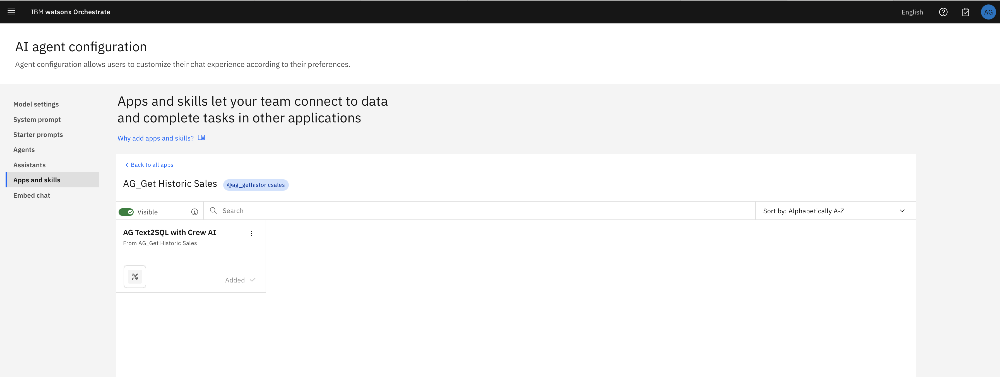 IBM watsonx Orchestrate
English
AG
AI agent configuration
Agent configuration allows users to customize their chat experience according to their preferences.
Model settings
System prompt
Starter prompts
Agents
Assistants
Apps and skills
Embed chat
Apps and skills let your team connect to data
and complete tasks in other applications
Why add apps and skills?
Back to all apps
AG_Get Historic Sales @ag_gethistoricsales
Visible
Search
Sort by: Alphabetically A-Z
AG Text2SQL with Crew AI
From AG_Get Historic Sales
Added